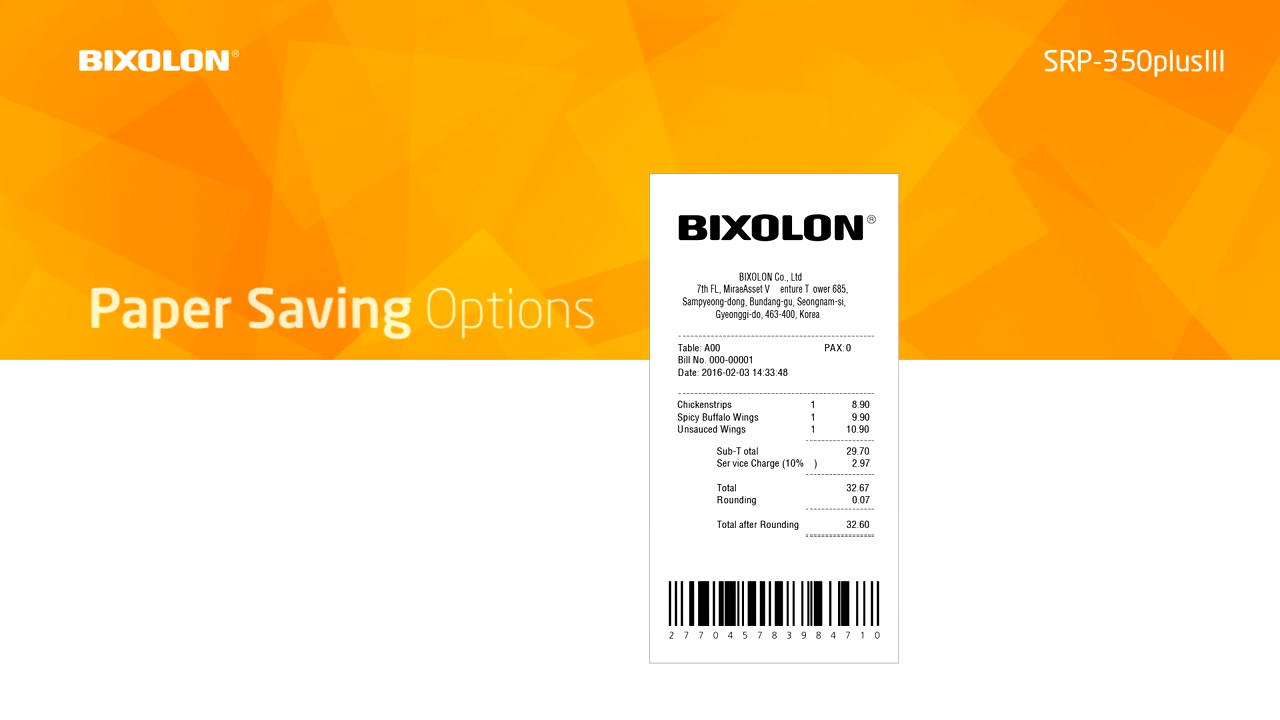 BIXOLON®
SRP-350plusIII
Paper Saving Options
BIXOLON®
BIXOLON Co., Ltd
7th FL, MiraeAsset V enture T ower 685,
Sampyeong-dong, Bundang-gu, Seongnam-si,
Gyeonggi-do, 463-400, Korea
Table: A00 PAX: 0
Bill No. 000-00001
Date: 2016-02-03 14:33:48
Chickenstrips 1 8.90
Spicy Buffalo Wings 1 9.90
Unsauced Wings 1 10.90
Sub-T otal 29.70
Ser vice Charge (10% ) 2.97
Total 32.67
Rounding 0.07
Total after Rounding 32.60
2 7 7 0 4 5 7 8 3 9 8 4 7 1 0